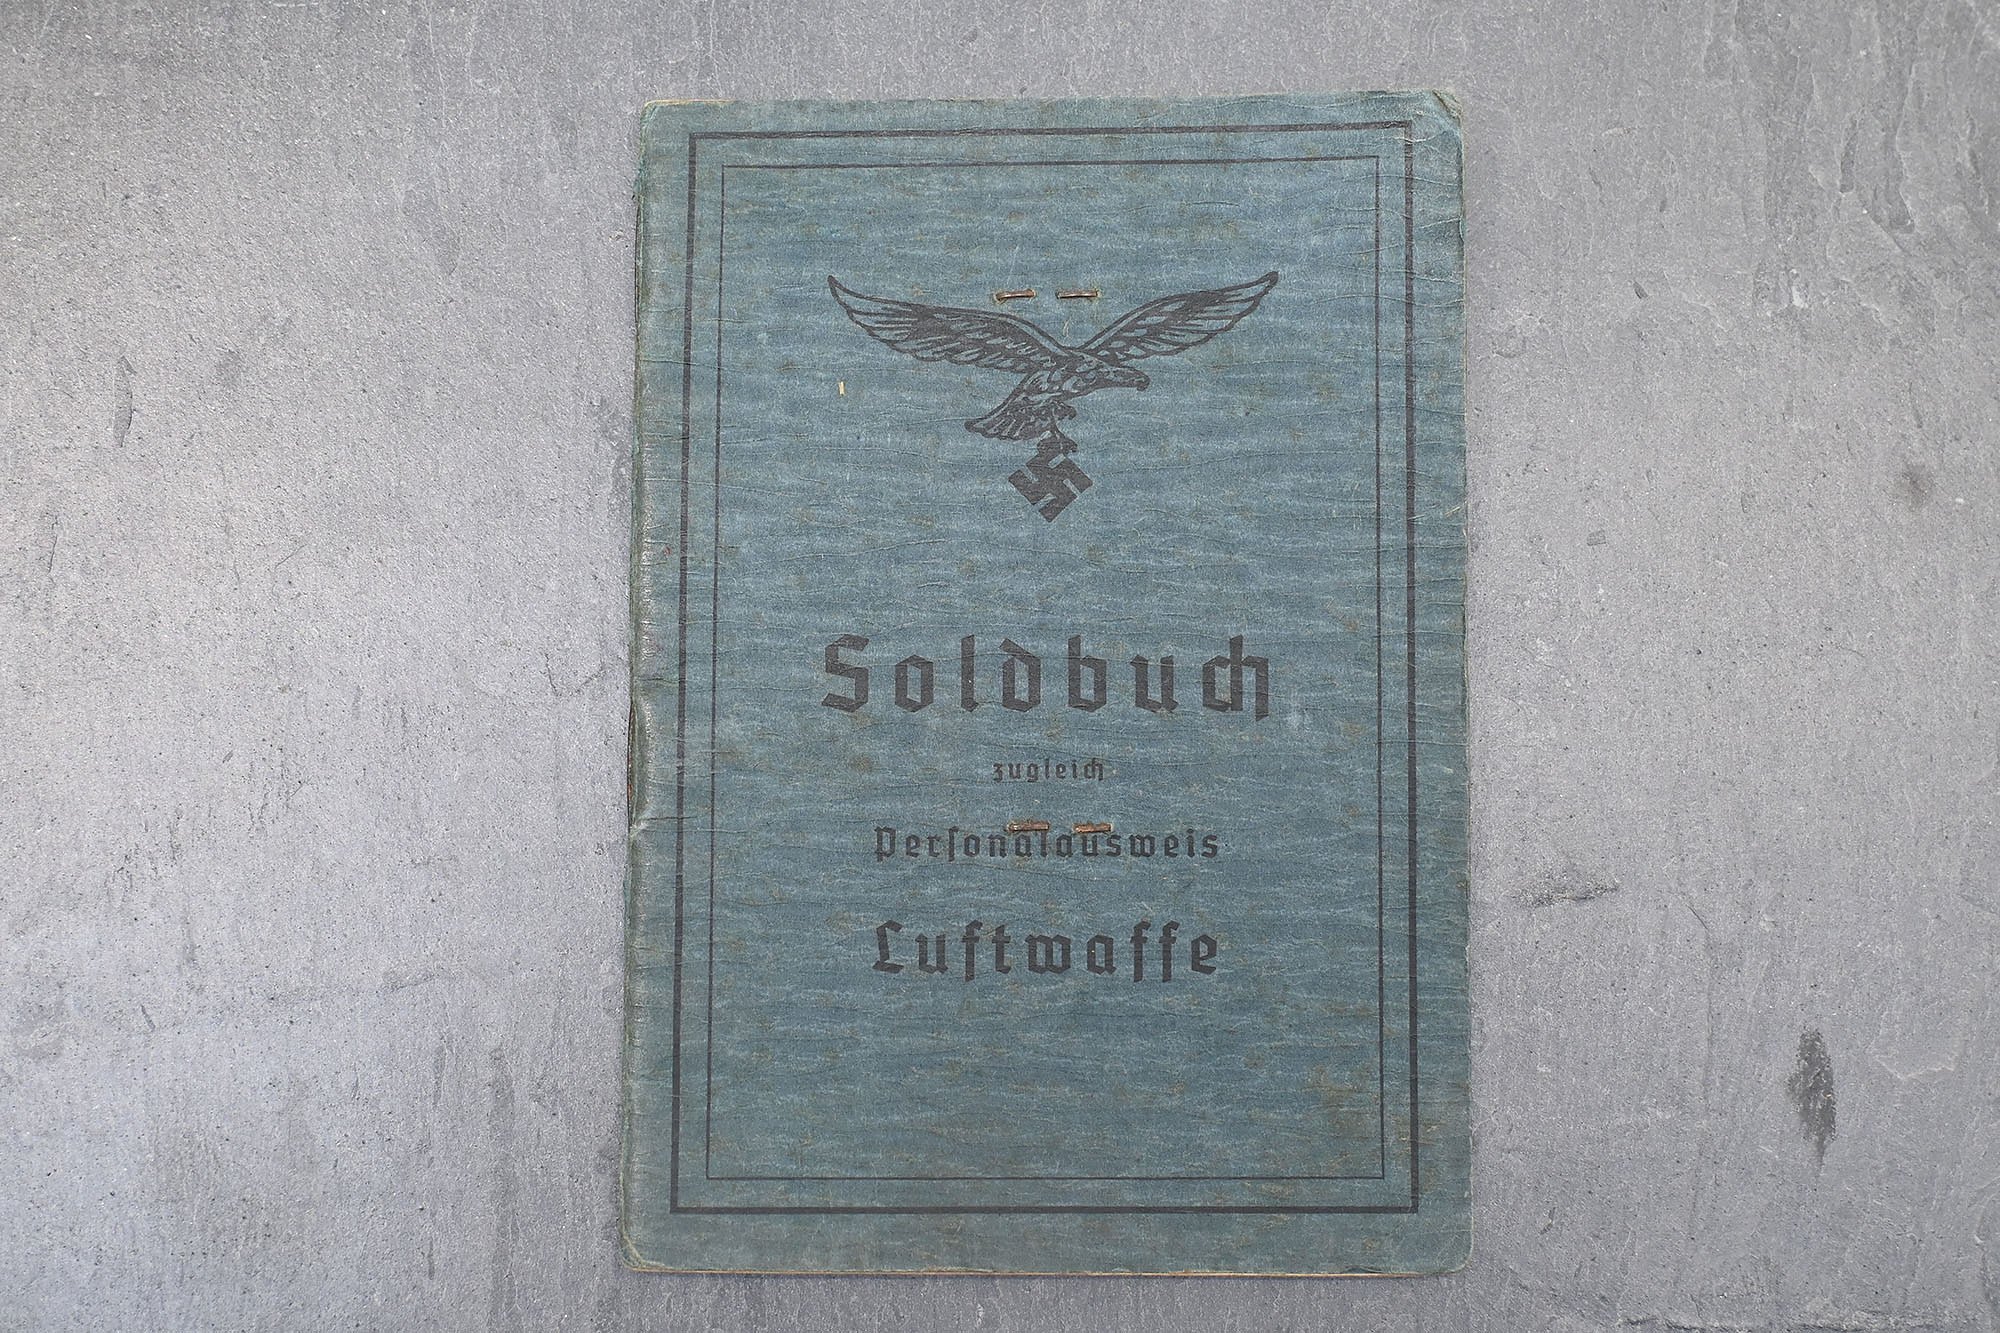 Soldbuch
zugleich
Perſonalausweis
Luftwaffe